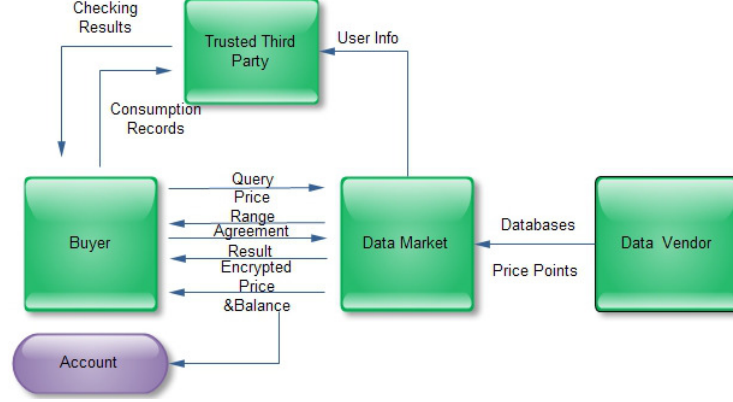 Checking
Results
Trusted Third
Party
User Info
Consumption
Records
Buyer
Query
Price
Range
Agreement
Result
Encrypted
Price
&Balance
Data Market
Databases
Price Points
Data Vendor
Account